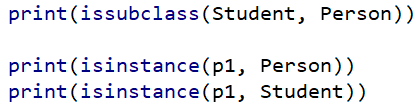 print(issubclass(Student, Person))
print(isinstance(p1, Person))
print(isinstance(p1, Student))